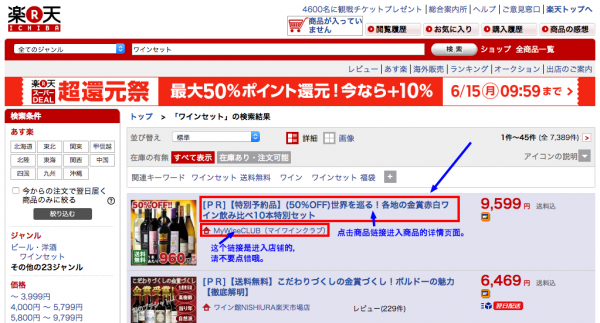 楽天
ICHIBA
4600名に観戦チケットプレゼント｜総合案内所｜ヘルプ｜ご意見窓口｜楽天トップへ
商品が入っていません
閲覧履歴
お気に入り
購入履歴
商品の感想
全てのジャンル
ワインセット
検索
ショップ 全商品一覧
レビュー｜あす楽｜海外販売｜ランキング｜オークション｜出店のご案内
楽天スーパーDEAL 超還元祭 最大50%ポイント還元！今なら+10% 6/15(月)09:59まで
検索条件
あす楽
北海道 東北 関東 甲信越
北陸 東海 関西 中国
四国 九州 沖縄
今からの注文で翌日届く商品のみに絞る
絞り込む
ジャンル
ビール・洋酒
ワインセット
その他の23ジャンル
価格
～ 3,999円
4,000円 ～ 5,799円
5,800円 ～ 9,799円
トップ ＞ 「ワインセット」の検索結果
並び替え
標準
詳細
画像
1件～45件 (全 7,389件)
在庫の有無
すべて表示
在庫あり・注文可能
アイコンの説明
関連キーワード ワインセット 送料無料 ワイン ワインセット 福袋
50%OFF!!
送料無料
960円
[PR]【特別予約品】(50%OFF)世界を巡る！各地の金賞赤白ワイン飲み比べ10本特別セット
MyWineCLUB（マイワインクラブ）
9,599 円 送料込
这个链接是进入店铺的,
请不要点倍哦。
点击商品链接进入商品的详情页面。
[PR]【送料無料】こだわりづくしの金賞づくし！ボルドーの魅力【徹底解明】
ワイン館NISHIURA楽天市場店
レビュー(229件)
6,469 円 送料込
翌日配送